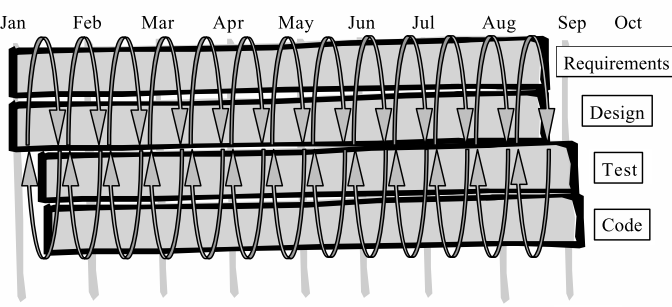 Jan Feb Mar Apr May Jun Jul Aug Sep Oct
Requirements
Design
Test
Code